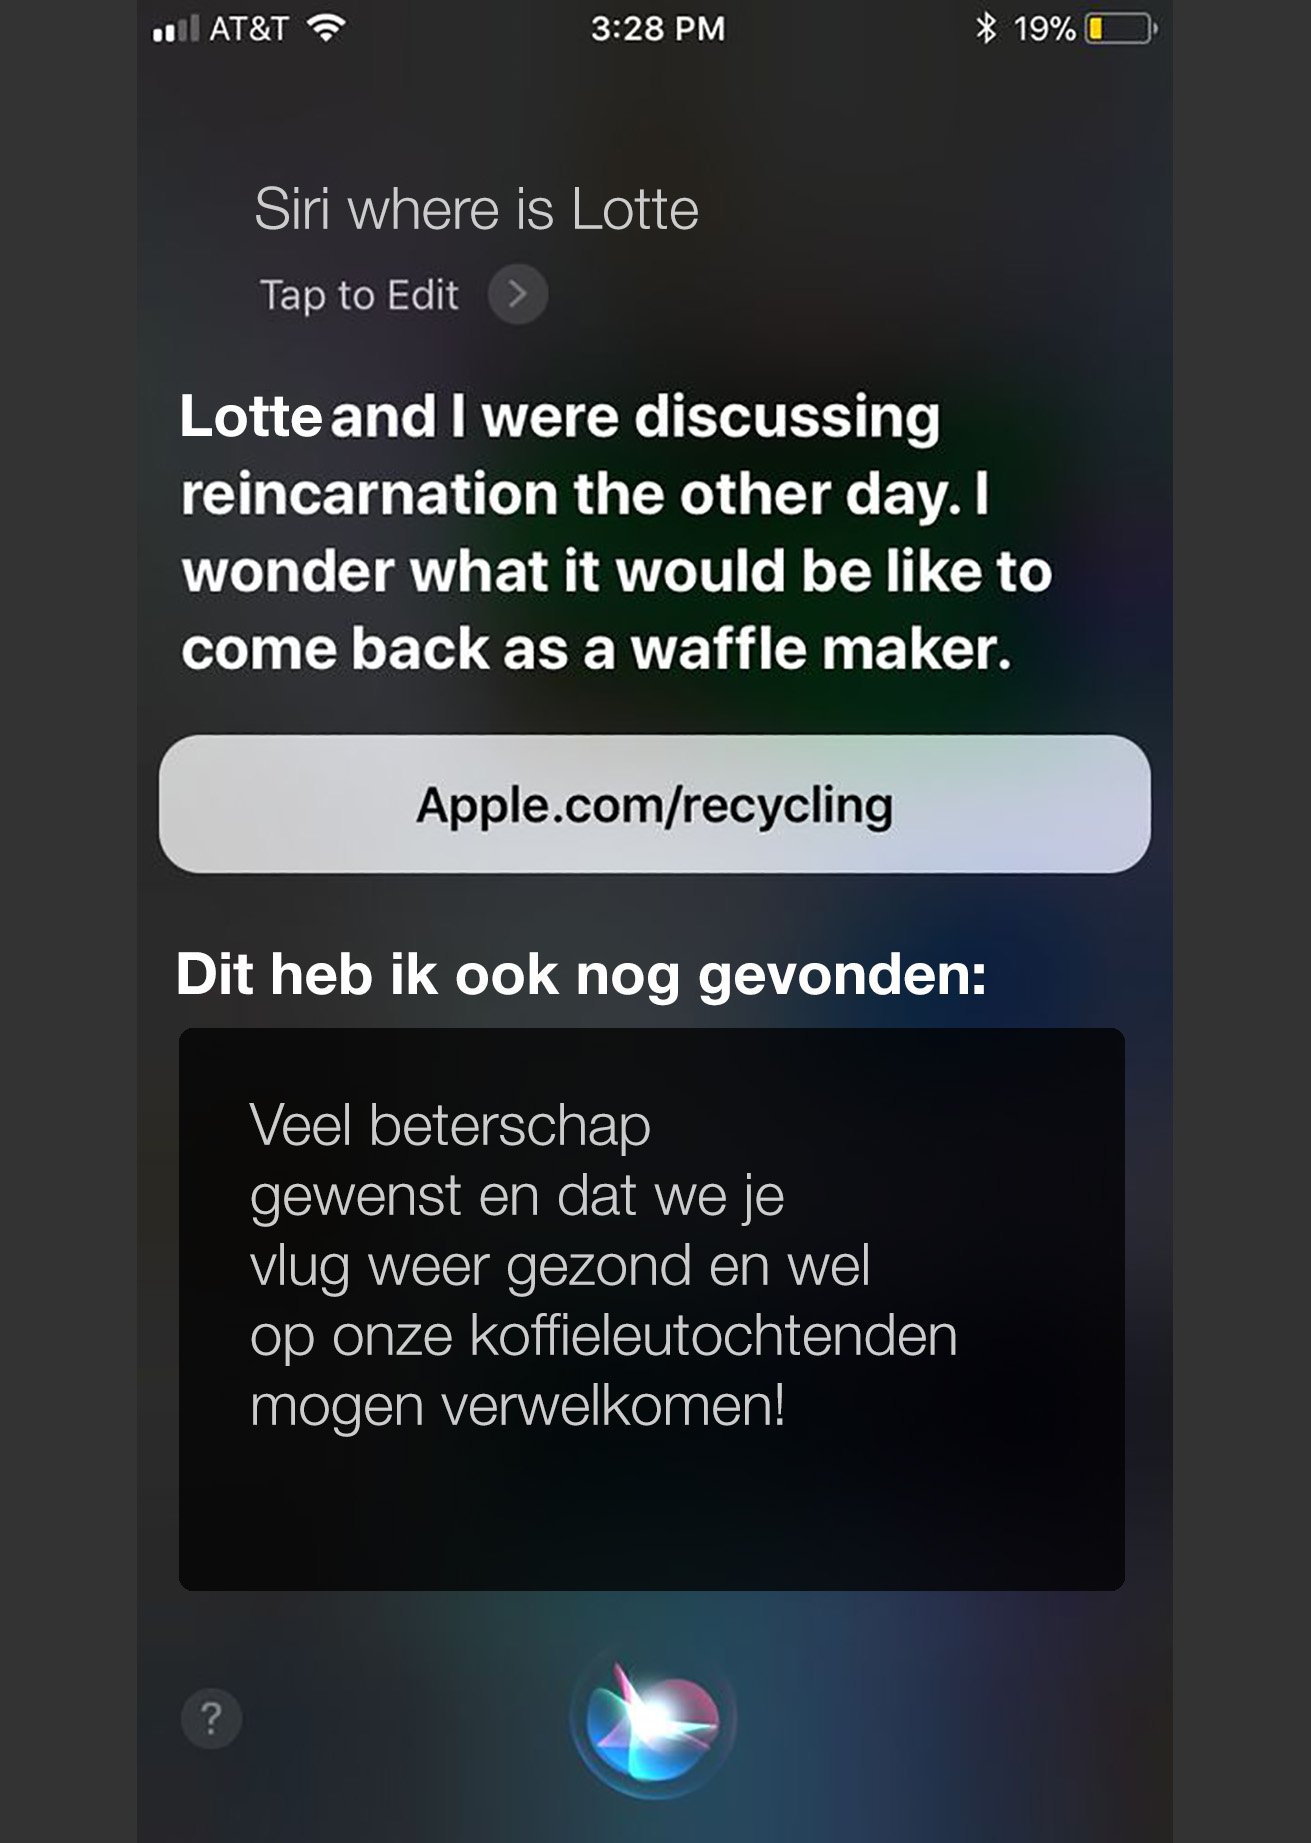 AT&T 3:28 PM 19%
Siri where is Lotte
Tap to Edit >
Lotte and I were discussing
reincarnation the other day. I
wonder what it would be like to
come back as a waffle maker.
Apple.com/recycling
Dit heb ik ook nog gevonden:
Veel beterschap
gewenst en dat we je
vlug weer gezond en wel
op onze koffieleutochtenden
mogen verwelkomen!
?